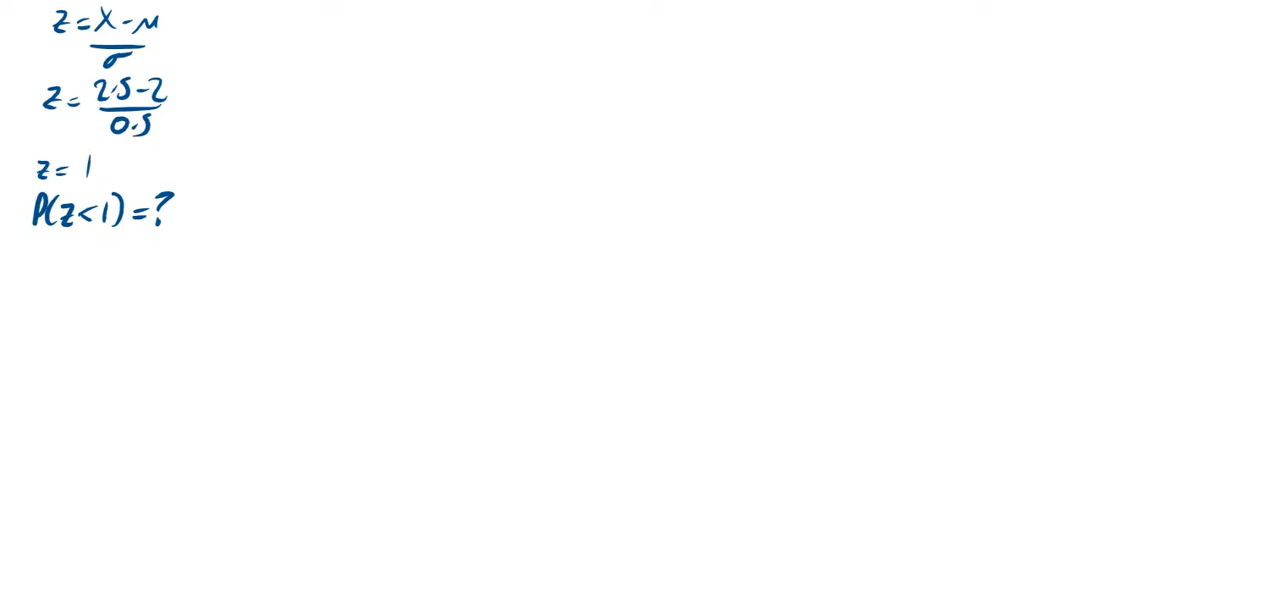 z = x - μ
σ
z = 2.5 - 2
0.5
z = 1
P(z < 1) = ?